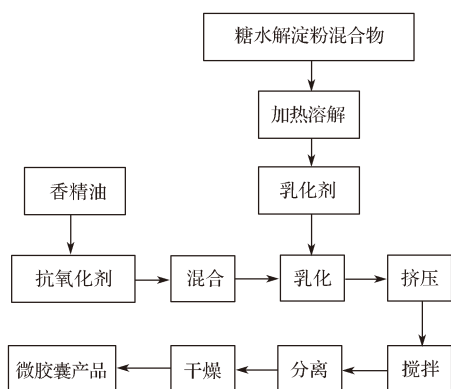 糖水解淀粉混合物
加热溶解
乳化剂
香精油
抗氧化剂
混合
乳化
挤压
搅拌
分离
干燥
微胶囊产品